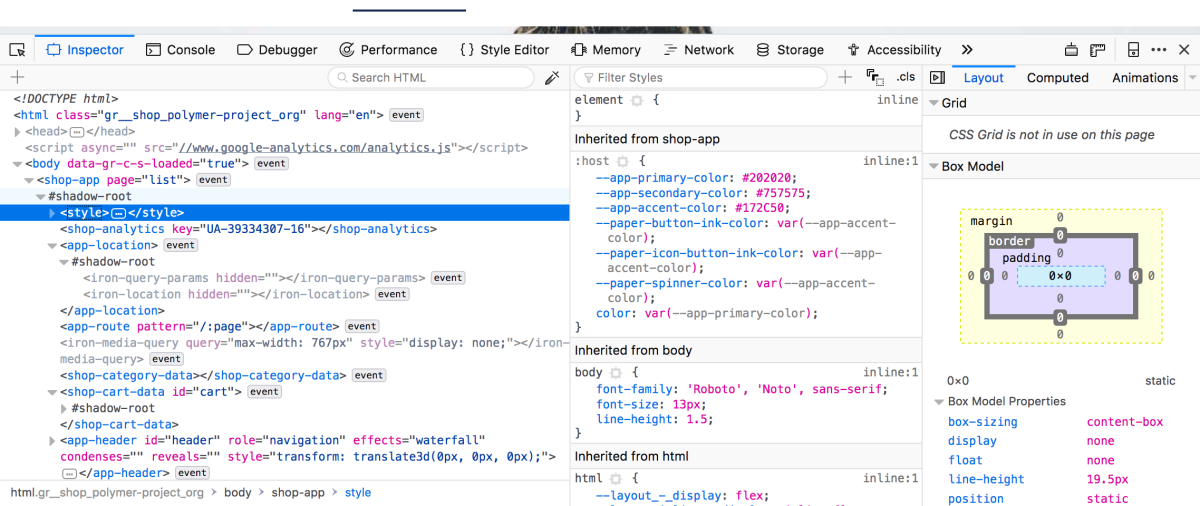 Inspector Console Debugger Performance Style Editor Memory Network Storage Accessibility
Search HTML
<!DOCTYPE html>
<html class="gr__shop_polymer-project_org" lang="en"> event
<head>⋯</head>
<script async="" src="//www.google-analytics.com/analytics.js"></script>
<body data-gr-c-s-loaded="true"> event
<shop-app page="list"> event
#shadow-root
<style>⋯</style>
<shop-analytics key="UA-39334307-16"></shop-analytics>
<app-location> event
#shadow-root
<iron-query-params hidden=""></iron-query-params> event
<iron-location hidden=""></iron-location> event
</app-location>
<app-route pattern="/:page"></app-route> event
<iron-media-query query="max-width: 767px" style="display: none;"></iron-
media-query> event
<shop-category-data></shop-category-data> event
<shop-cart-data id="cart"> event
#shadow-root
</shop-cart-data>
<app-header id="header" role="navigation" effects="waterfall"
condenses="" reveals="" style="transform: translate3d(0px, 0px, 0px);">
⋯</app-header> event
html.gr__shop_polymer-project_org > body > shop-app > style
Filter Styles + .cls
element { inline
}
Inherited from shop-app
:host { inline:1
--app-primary-color: #202020;
--app-secondary-color: #757575;
--app-accent-color: #172C50;
--paper-button-ink-color: var(--app-accent-
color);
--paper-icon-button-ink-color: var(--app-
accent-color);
--paper-spinner-color: var(--app-accent-
color);
color: var(--app-primary-color);
}
Inherited from body
body { inline:1
font-family: 'Roboto', 'Noto', sans-serif;
font-size: 13px;
line-height: 1.5;
}
Inherited from html
html { inline:1
--layout_-_display: flex;
Layout Computed Animations
Grid
CSS Grid is not in use on this page
Box Model
margin 0
border 0
padding 0
0 0 0 0×0 0 0 0
0
0
0
0×0 static
Box Model Properties
box-sizing content-box
display none
float none
line-height 19.5px
position static